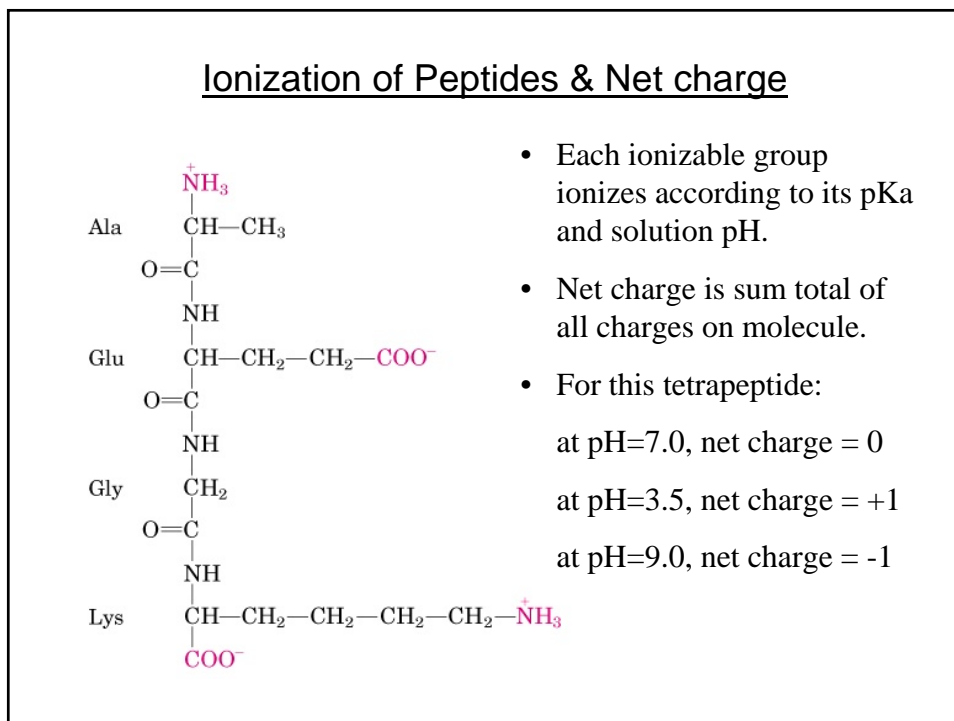 Ionization of Peptides & Net charge
+
NH₃
Ala CH—CH₃
O=C
NH
Glu CH—CH₂—CH₂—COO⁻
O=C
NH
Gly CH₂
O=C
NH
Lys CH—CH₂—CH₂—CH₂—CH₂—N⁺H₃
COO⁻
• Each ionizable group
ionizes according to its pKa
and solution pH.
• Net charge is sum total of
all charges on molecule.
• For this tetrapeptide:
at pH=7.0, net charge = 0
at pH=3.5, net charge = +1
at pH=9.0, net charge = -1